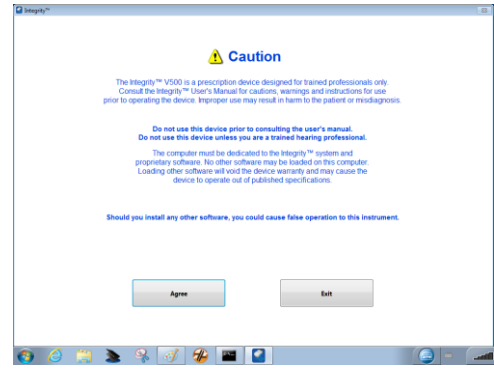 Integrity™
Caution
The Integrity™ V500 is a prescription device designed for trained professionals only.
Consult the Integrity™ User's Manual for cautions, warnings and instructions for use
prior to operating the device. Improper use may result in harm to the patient or misdiagnosis.
Do not use this device prior to consulting the user's manual.
Do not use this device unless you are a trained hearing professional.
The computer must be dedicated to the Integrity™ system and
proprietary software. No other software may be loaded on this computer.
Loading other software will void the device warranty and may cause the
device to operate out of published specifications.
Should you install any other software, you could cause false operation to this instrument.
Agree
Exit